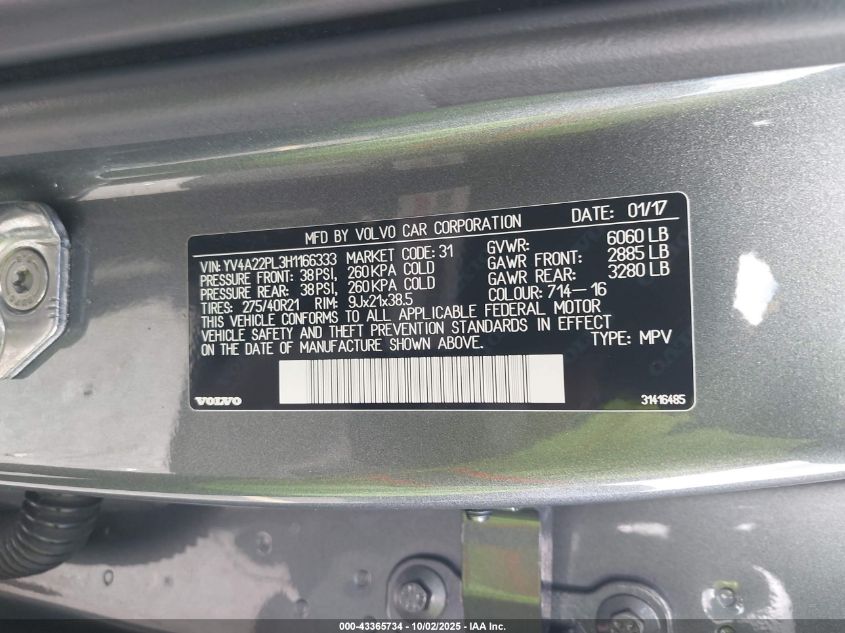 MFD BY VOLVO CAR CORPORATION DATE: 01/17
VIN: YV4A22PL3H1166333 MARKET CODE: 31 GVWR: 6060 LB
PRESSURE FRONT: 38 PSI, 260 KPA COLD GAWR FRONT: 2885 LB
PRESSURE REAR: 38 PSI, 260 KPA COLD GAWR REAR: 3280 LB
TIRES: 275/40R21 RIM: 9Jx21x38.5 COLOUR: 714-16
THIS VEHICLE CONFORMS TO ALL APPLICABLE FEDERAL MOTOR
VEHICLE SAFETY AND THEFT PREVENTION STANDARDS IN EFFECT
ON THE DATE OF MANUFACTURE SHOWN ABOVE. TYPE: MPV
VOLVO 31416485
000-43365734 - 10/02/2025 - IAA Inc.